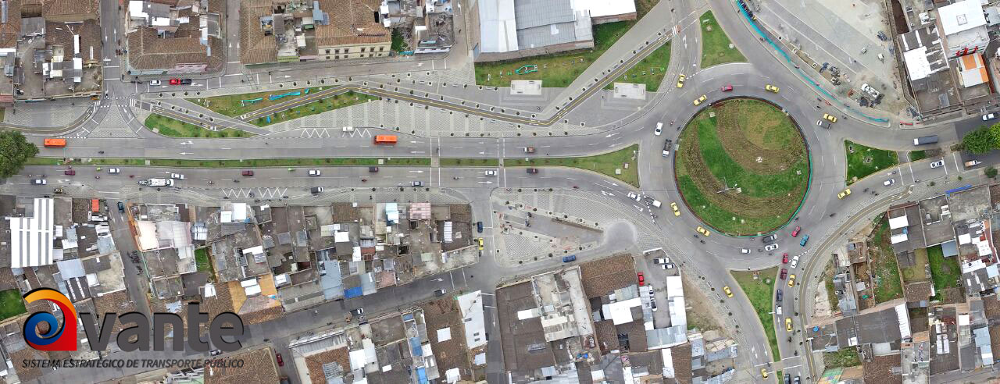 avante
SISTEMA ESTRATÉGICO DE TRANSPORTE PÚBLICO